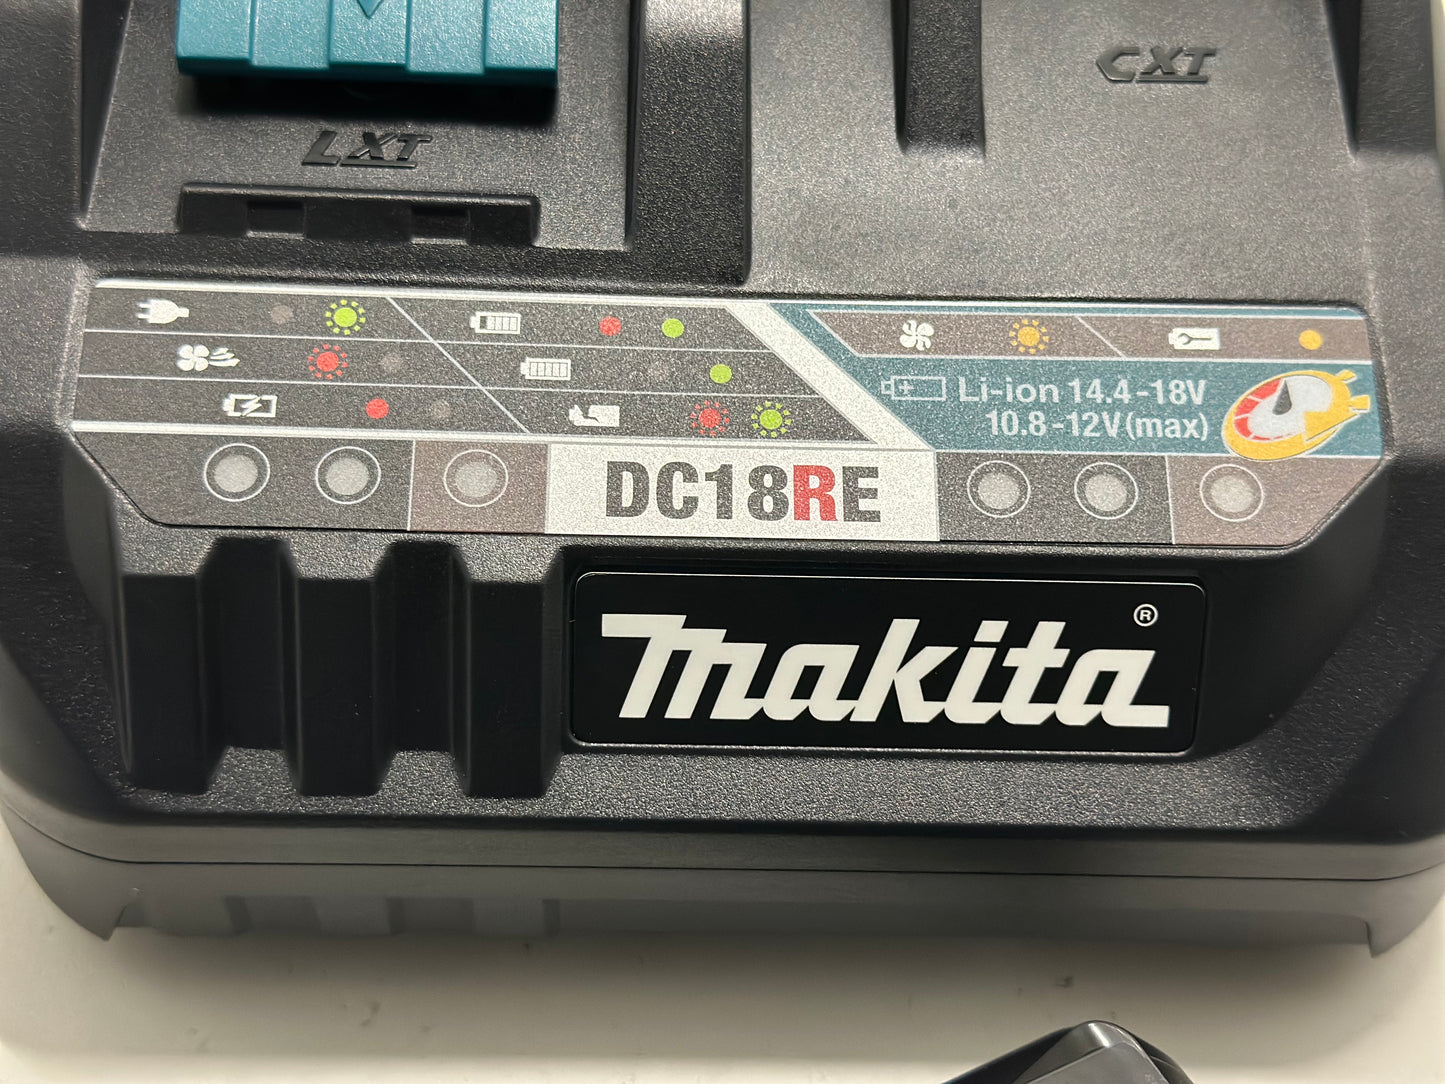 CXT
LXT
Li-ion 14.4-18V
10.8-12V(max)
DC18RE
makita®